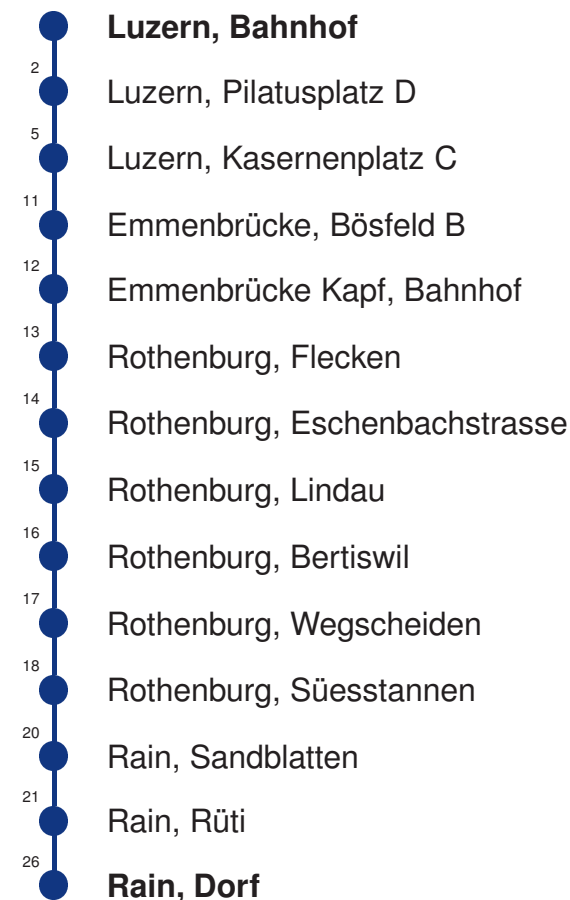 Luzern, Bahnhof
2
Luzern, Pilatusplatz D
5
Luzern, Kasernenplatz C
11
Emmenbrücke, Bösfeld B
12
Emmenbrücke Kapf, Bahnhof
13
Rothenburg, Flecken
14
Rothenburg, Eschenbachstrasse
15
Rothenburg, Lindau
16
Rothenburg, Bertiswil
17
Rothenburg, Wegscheiden
18
Rothenburg, Süesstannen
20
Rain, Sandblatten
21
Rain, Rüti
26
Rain, Dorf